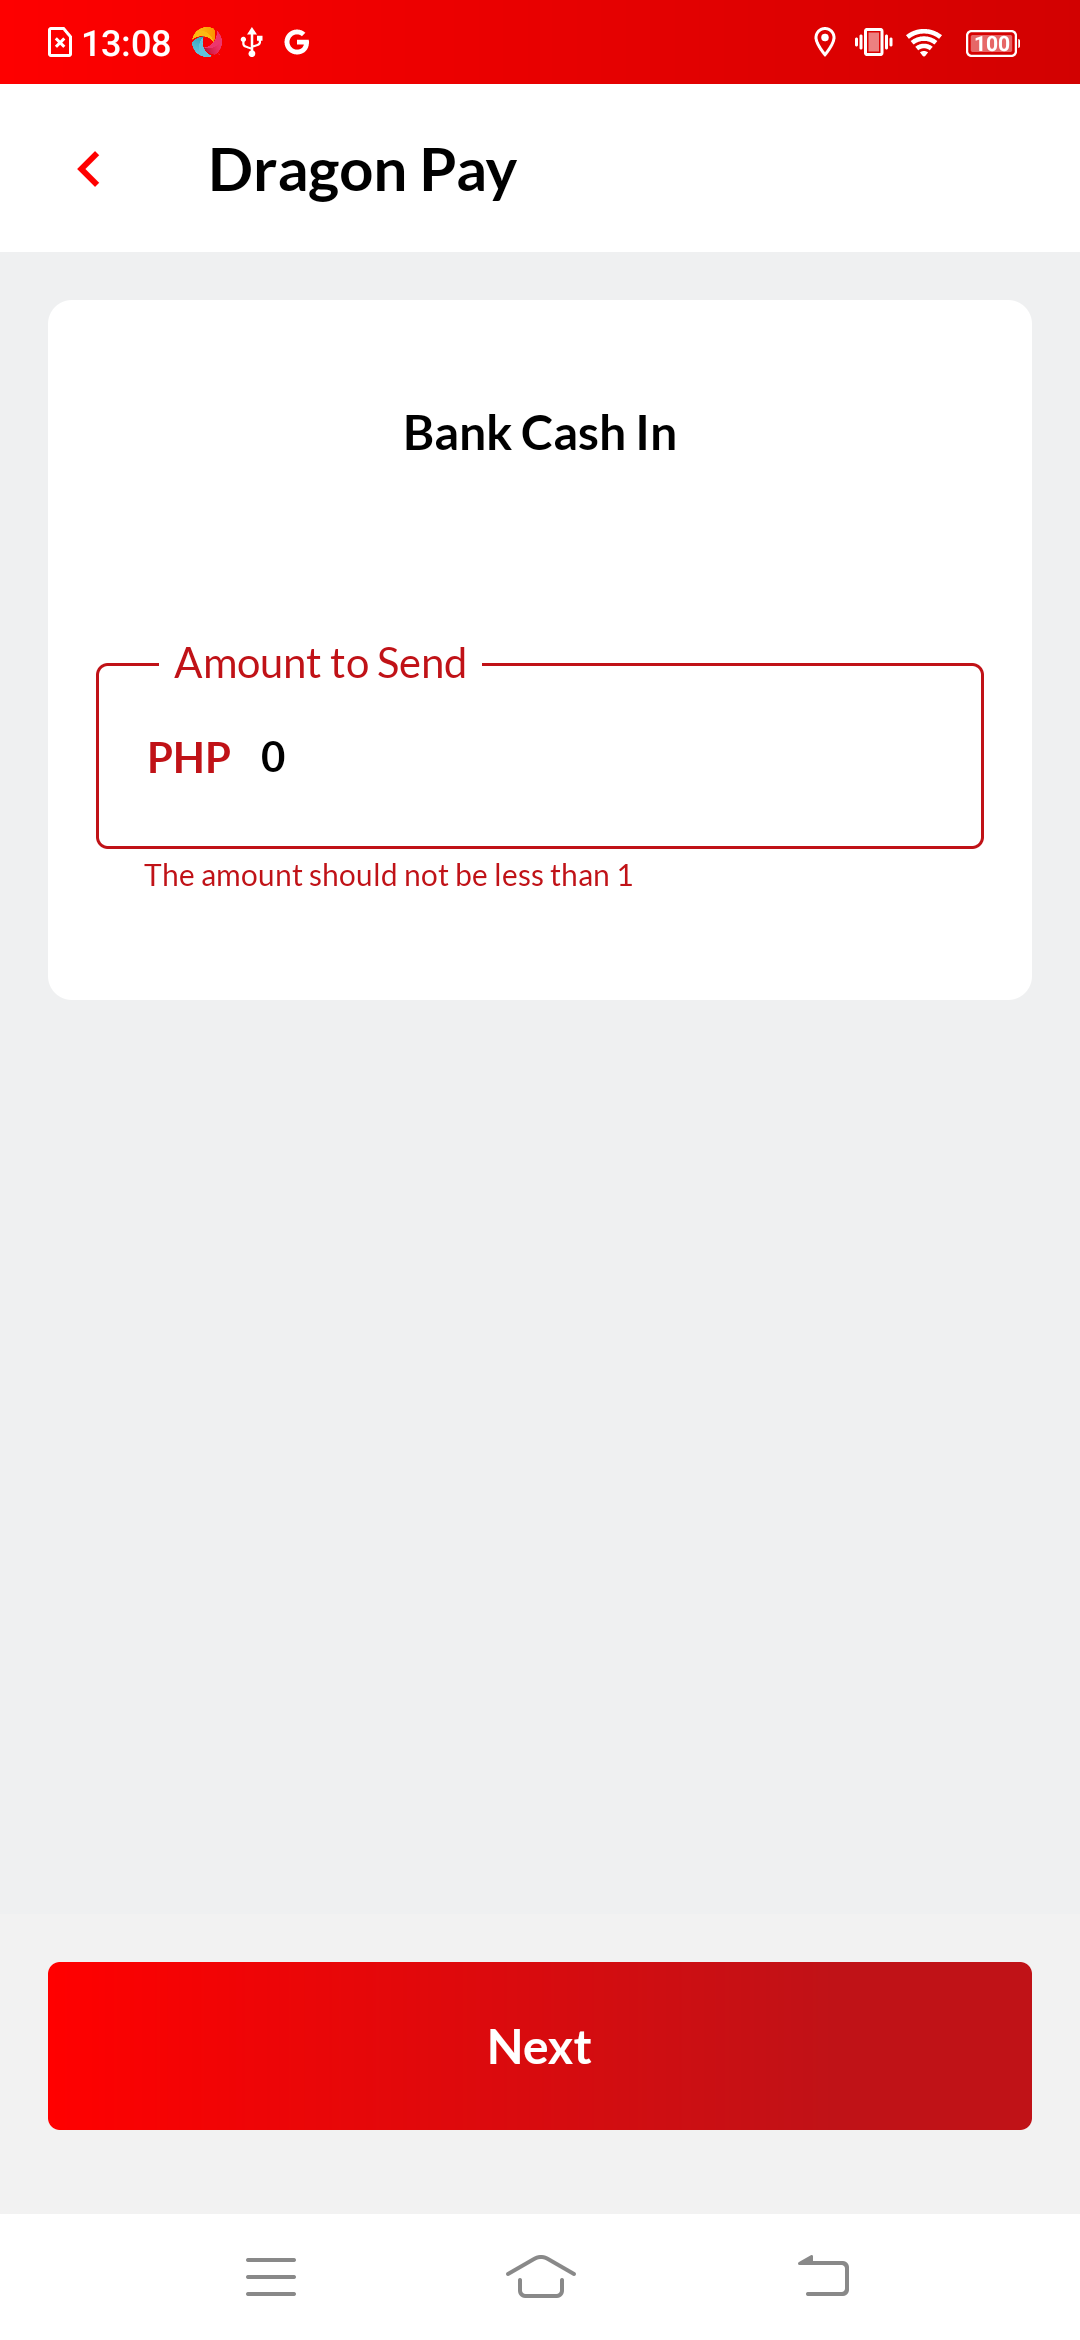 13:08
100
Dragon Pay
Bank Cash In
Amount to Send
PHP 0
The amount should not be less than 1
Next